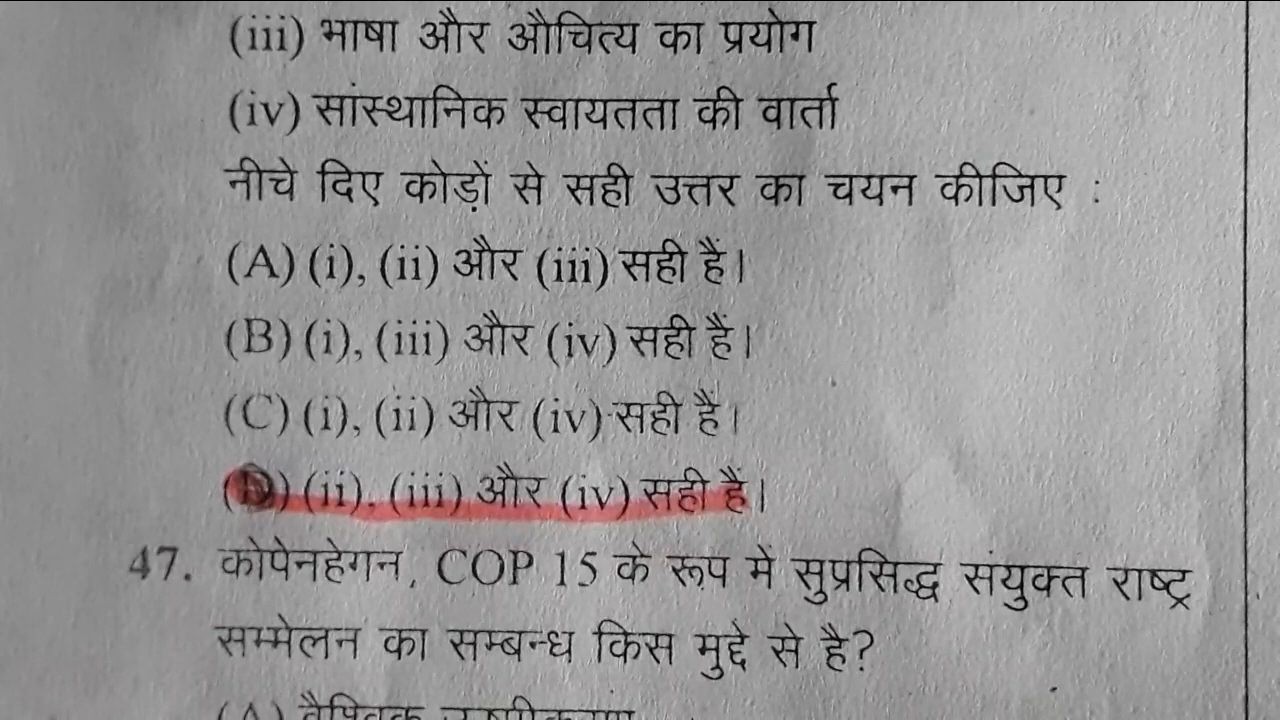 (iii) भाषा और औचित्य का प्रयोग
(iv) सांस्थानिक स्वायतता की वार्ता
नीचे दिए कोड़ों से सही उत्तर का चयन कीजिए :
(A) (i), (ii) और (iii) सही हैं।
(B) (i), (iii) और (iv) सही हैं।
(C) (i), (ii) और (iv) सही हैं।
(D) (ii), (iii) और (iv) सही हैं।
47. कोपेनहेगन, COP 15 के रूप में सुप्रसिद्ध संयुक्त राष्ट्र
सम्मेलन का सम्बन्ध किस मुद्दे से है?
(A) वैश्विक